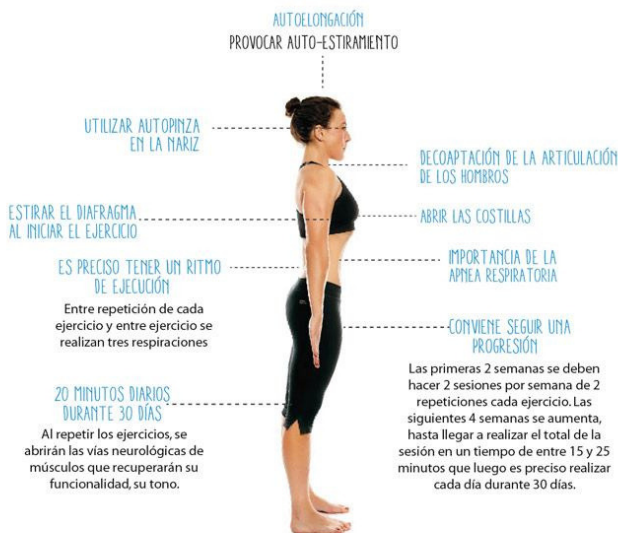 AUTOELONGACIÓN
PROVOCAR AUTO-ESTIRAMIENTO
UTILIZAR AUTOPINZA
EN LA NARIZ
DECOAPTACIÓN DE LA ARTICULACIÓN
DE LOS HOMBROS
ESTIRAR EL DIAFRAGMA
AL INICIAR EL EJERCICIO
ABRIR LAS COSTILLAS
ES PRECISO TENER UN RITMO
DE EJECUCIÓN
Entre repetición de cada
ejercicio y entre ejercicio se
realizan tres respiraciones
IMPORTANCIA DE LA
APNEA RESPIRATORIA
CONVIENE SEGUIR UNA
PROGRESIÓN
Las primeras 2 semanas se deben
hacer 2 sesiones por semana de 2
repeticiones cada ejercicio. Las
siguientes 4 semanas se aumenta,
hasta llegar a realizar el total de la
sesión en un tiempo de entre 15 y 25
minutos que luego es preciso realizar
cada día durante 30 días.
20 MINUTOS DIARIOS
DURANTE 30 DÍAS
Al repetir los ejercicios, se
abrirán las vías neurológicas de
músculos que recuperarán su
funcionalidad, su tono.